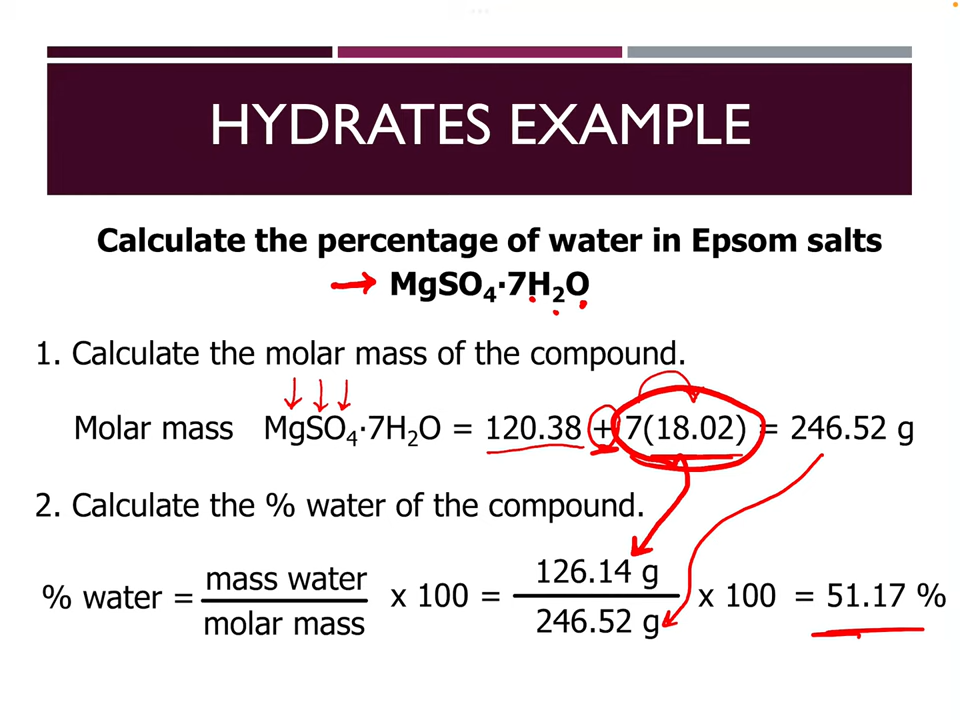 HYDRATES EXAMPLE
Calculate the percentage of water in Epsom salts
MgSO₄·7H₂O
1. Calculate the molar mass of the compound.
Molar mass MgSO₄·7H₂O = 120.38 + 7(18.02) = 246.52 g
2. Calculate the % water of the compound.
% water = mass water / molar mass x 100 = 126.14 g / 246.52 g x 100 = 51.17 %